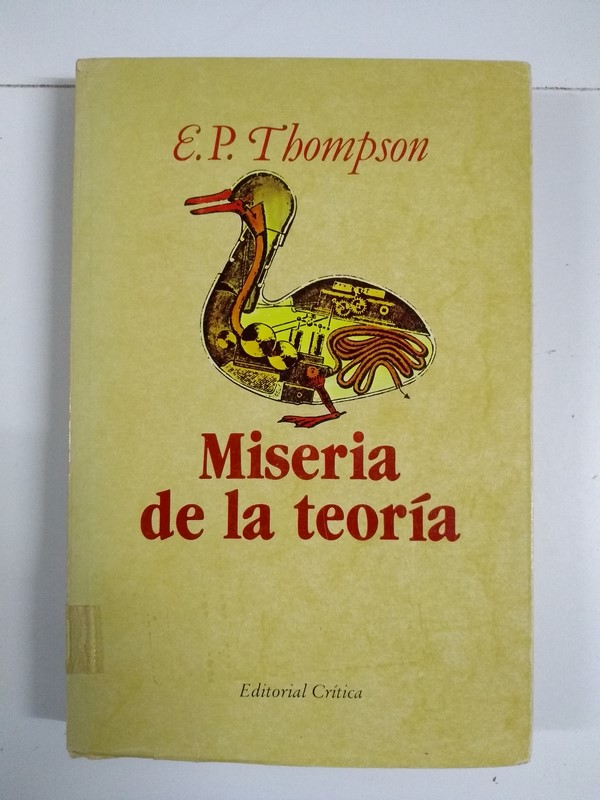 E. P. Thompson
Miseria
de la teoría
Editorial Crítica